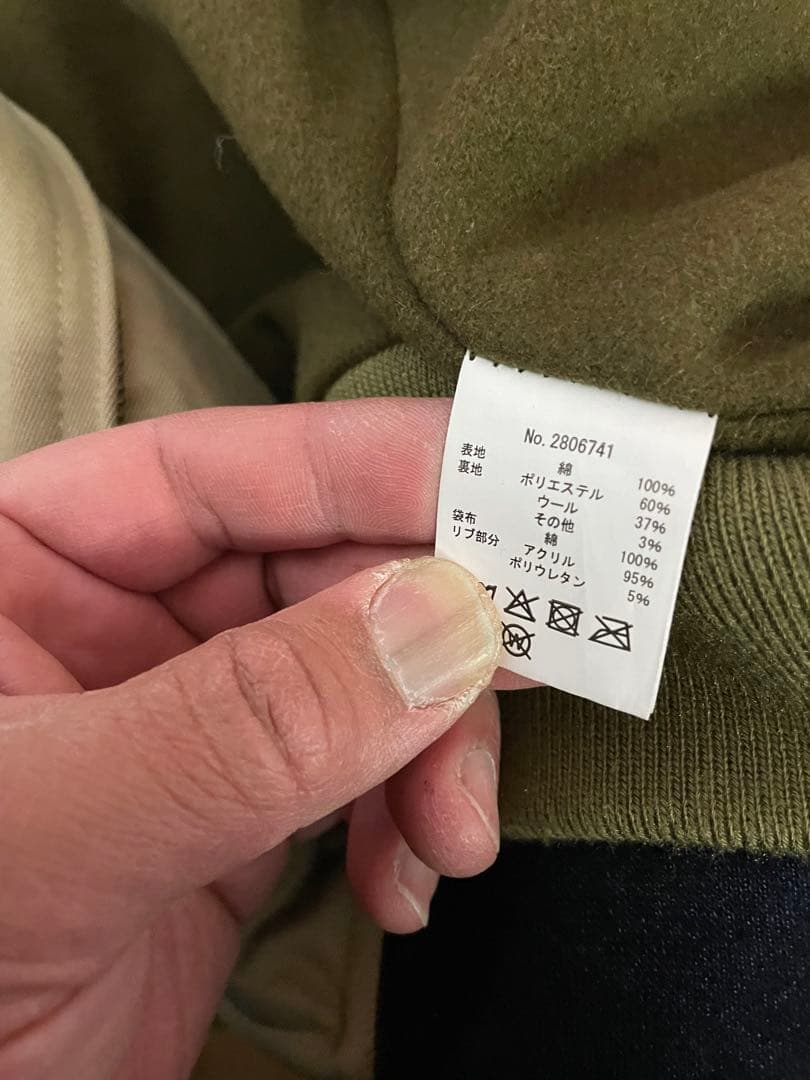 No. 2806741
表地 綿 100%
裏地 ポリエステル 60%
ウール 37%
その他 3%
袋布 綿 100%
リブ部分 アクリル 95%
ポリウレタン 5%
W